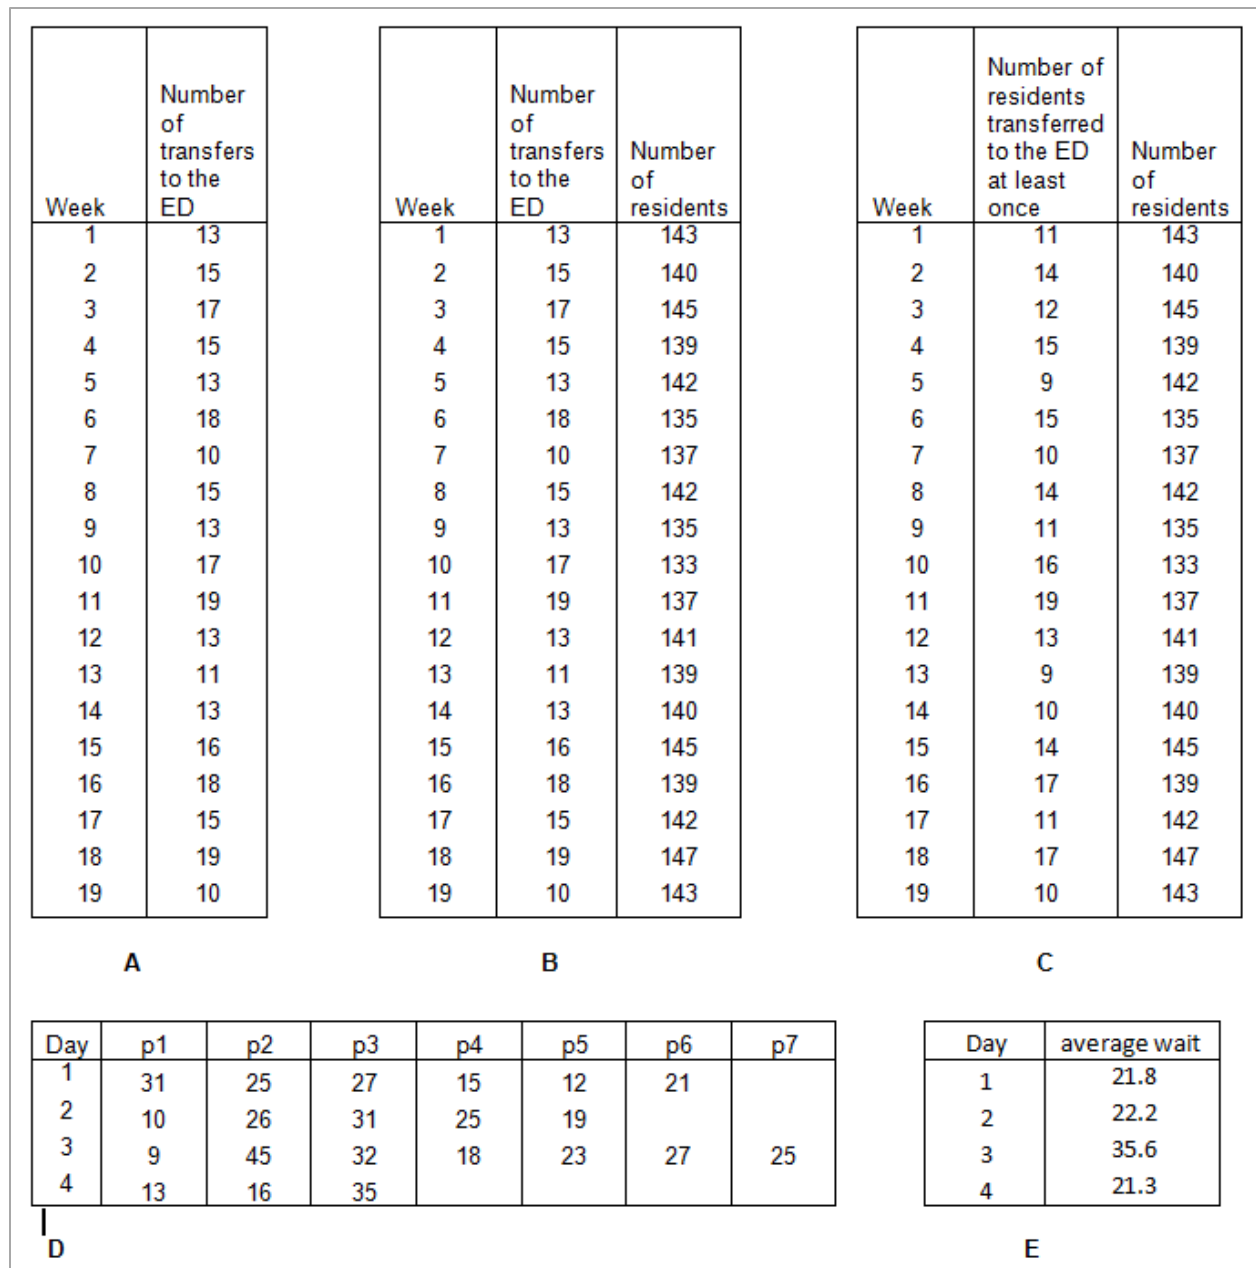 Week Number of transfers to the ED
1 13
2 15
3 17
4 15
5 13
6 18
7 10
8 15
9 13
10 17
11 19
12 13
13 11
14 13
15 16
16 18
17 15
18 19
19 10
A
Week Number of transfers to the ED Number of residents
1 13 143
2 15 140
3 17 145
4 15 139
5 13 142
6 18 135
7 10 137
8 15 142
9 13 135
10 17 133
11 19 137
12 13 141
13 11 139
14 13 140
15 16 145
16 18 139
17 15 142
18 19 147
19 10 143
B
Week Number of residents transferred to the ED at least once Number of residents
1 11 143
2 14 140
3 12 145
4 15 139
5 9 142
6 15 135
7 10 137
8 14 142
9 11 135
10 16 133
11 19 137
12 13 141
13 9 139
14 10 140
15 14 145
16 17 139
17 11 142
18 17 147
19 10 143
C
Day p1 p2 p3 p4 p5 p6 p7
1 31 25 27 15 12 21
2 10 26 31 25 19
3 9 45 32 18 23 27 25
4 13 16 35
D
Day average wait
1 21.8
2 22.2
3 35.6
4 21.3
E